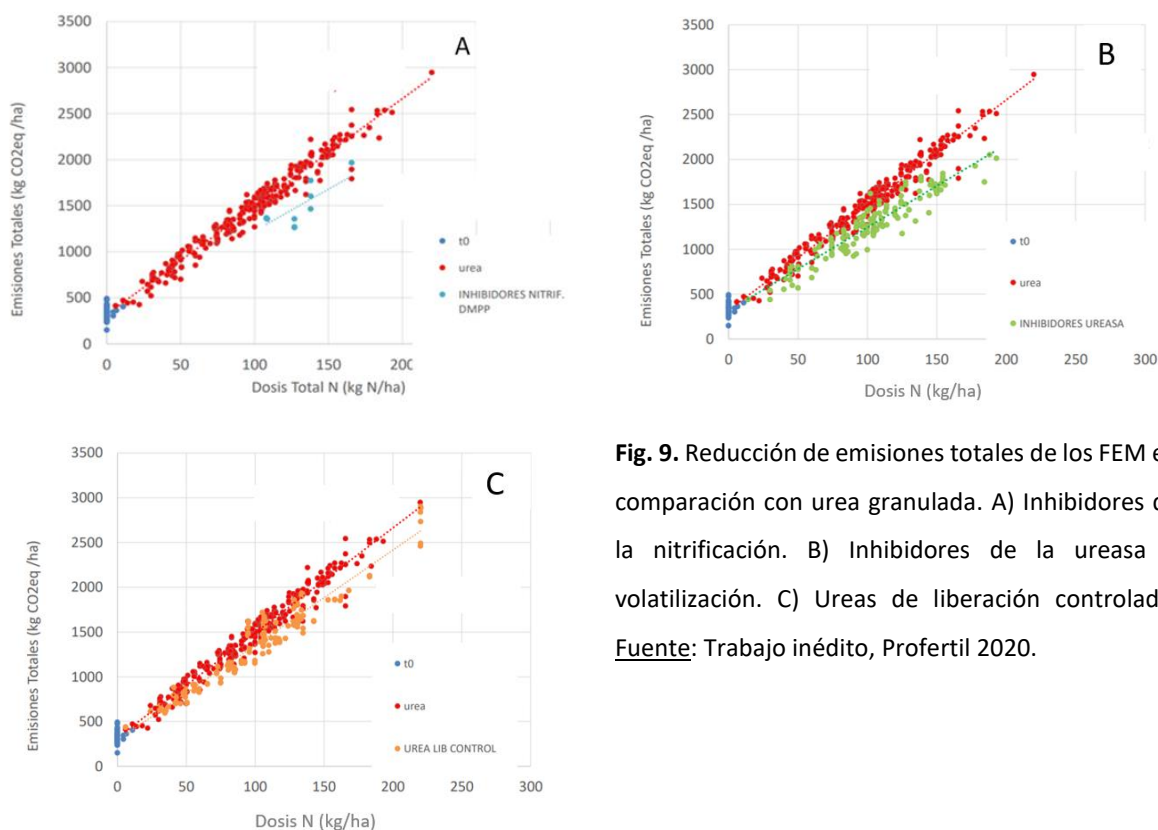 3500
3000
2500
2000
1500
1000
500
0
Emisiones Totales (kg CO2eq /ha)
A
t0
urea
INHIBIDORES NITRIF.
DMPP
0 50 100 150 20
Dosis Total N (kg N/ha)
3500
3000
2500
2000
1500
1000
500
0
Emisiones Totales (kg CO2eq /ha)
B
t0
urea
INHIBIDORES UREASA
0 50 100 150 200 250 300
Dosis N (kg/ha)
3500
3000
2500
2000
1500
1000
500
0
Emisiones Totales (kg CO2eq /ha)
C
t0
urea
UREA LIB CONTROL
0 50 100 150 200 250 300
Dosis N (kg/ha)
Fig. 9. Reducción de emisiones totales de los FEM e
comparación con urea granulada. A) Inhibidores d
la nitrificación. B) Inhibidores de la ureasa
volatilización. C) Ureas de liberación controlad
Fuente: Trabajo inédito, Profertil 2020.